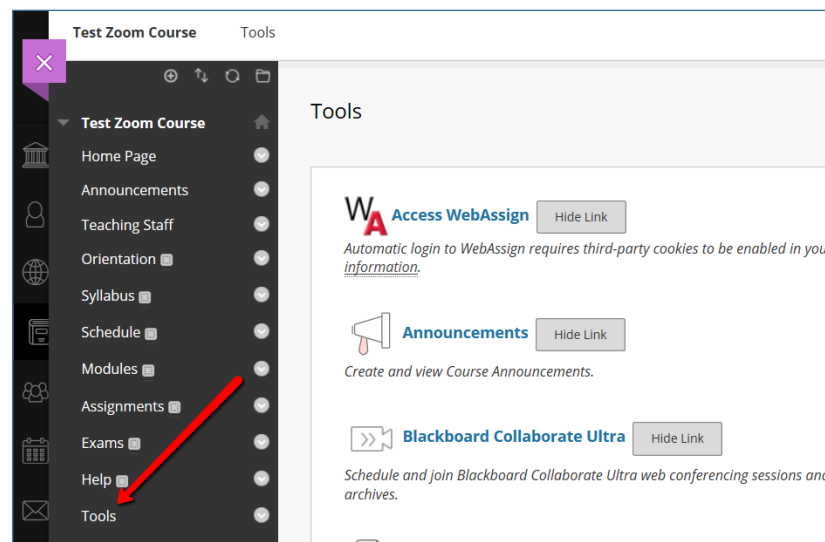 Test Zoom Course Tools
Test Zoom Course
Home Page
Announcements
Teaching Staff
Orientation
Syllabus
Schedule
Modules
Assignments
Exams
Help
Tools
Tools
WA Access WebAssign Hide Link
Automatic login to WebAssign requires third-party cookies to be enabled in you
information.
Announcements Hide Link
Create and view Course Announcements.
Blackboard Collaborate Ultra Hide Link
Schedule and join Blackboard Collaborate Ultra web conferencing sessions and
archives.